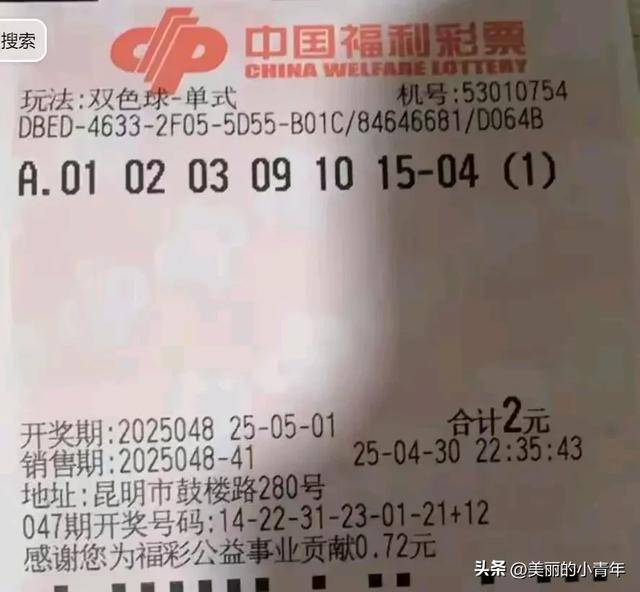 搜索
中国福利彩票
CHINA WELFARE LOTTERY
玩法:双色球-单式 机号:53010754
DBED-4633-2F05-5D55-B01C/84646681/D064B
A.01 02 03 09 10 15-04 (1)
开奖期:2025048 25-05-01 合计2元
销售期:2025048-41 25-04-30 22:35:43
地址:昆明市鼓楼路280号
047期开奖号码:14-22-31-23-01-21+12
感谢您为福彩公益事业贡献0.72元
头条 @美丽的小青年